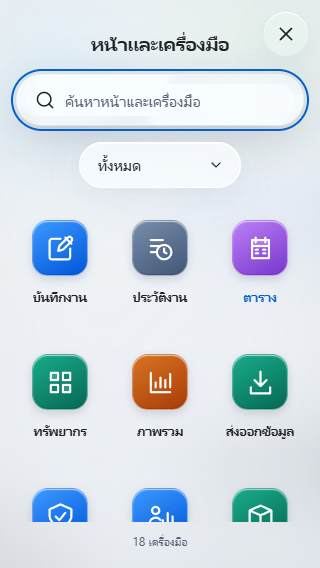 หน้าและเครื่องมือ
ค้นหาหน้าและเครื่องมือ
ทั้งหมด
บันทึกงาน
ประวัติงาน
ตาราง
ทรัพยากร
ภาพรวม
ส่งออกข้อมูล
18 เครื่องมือ